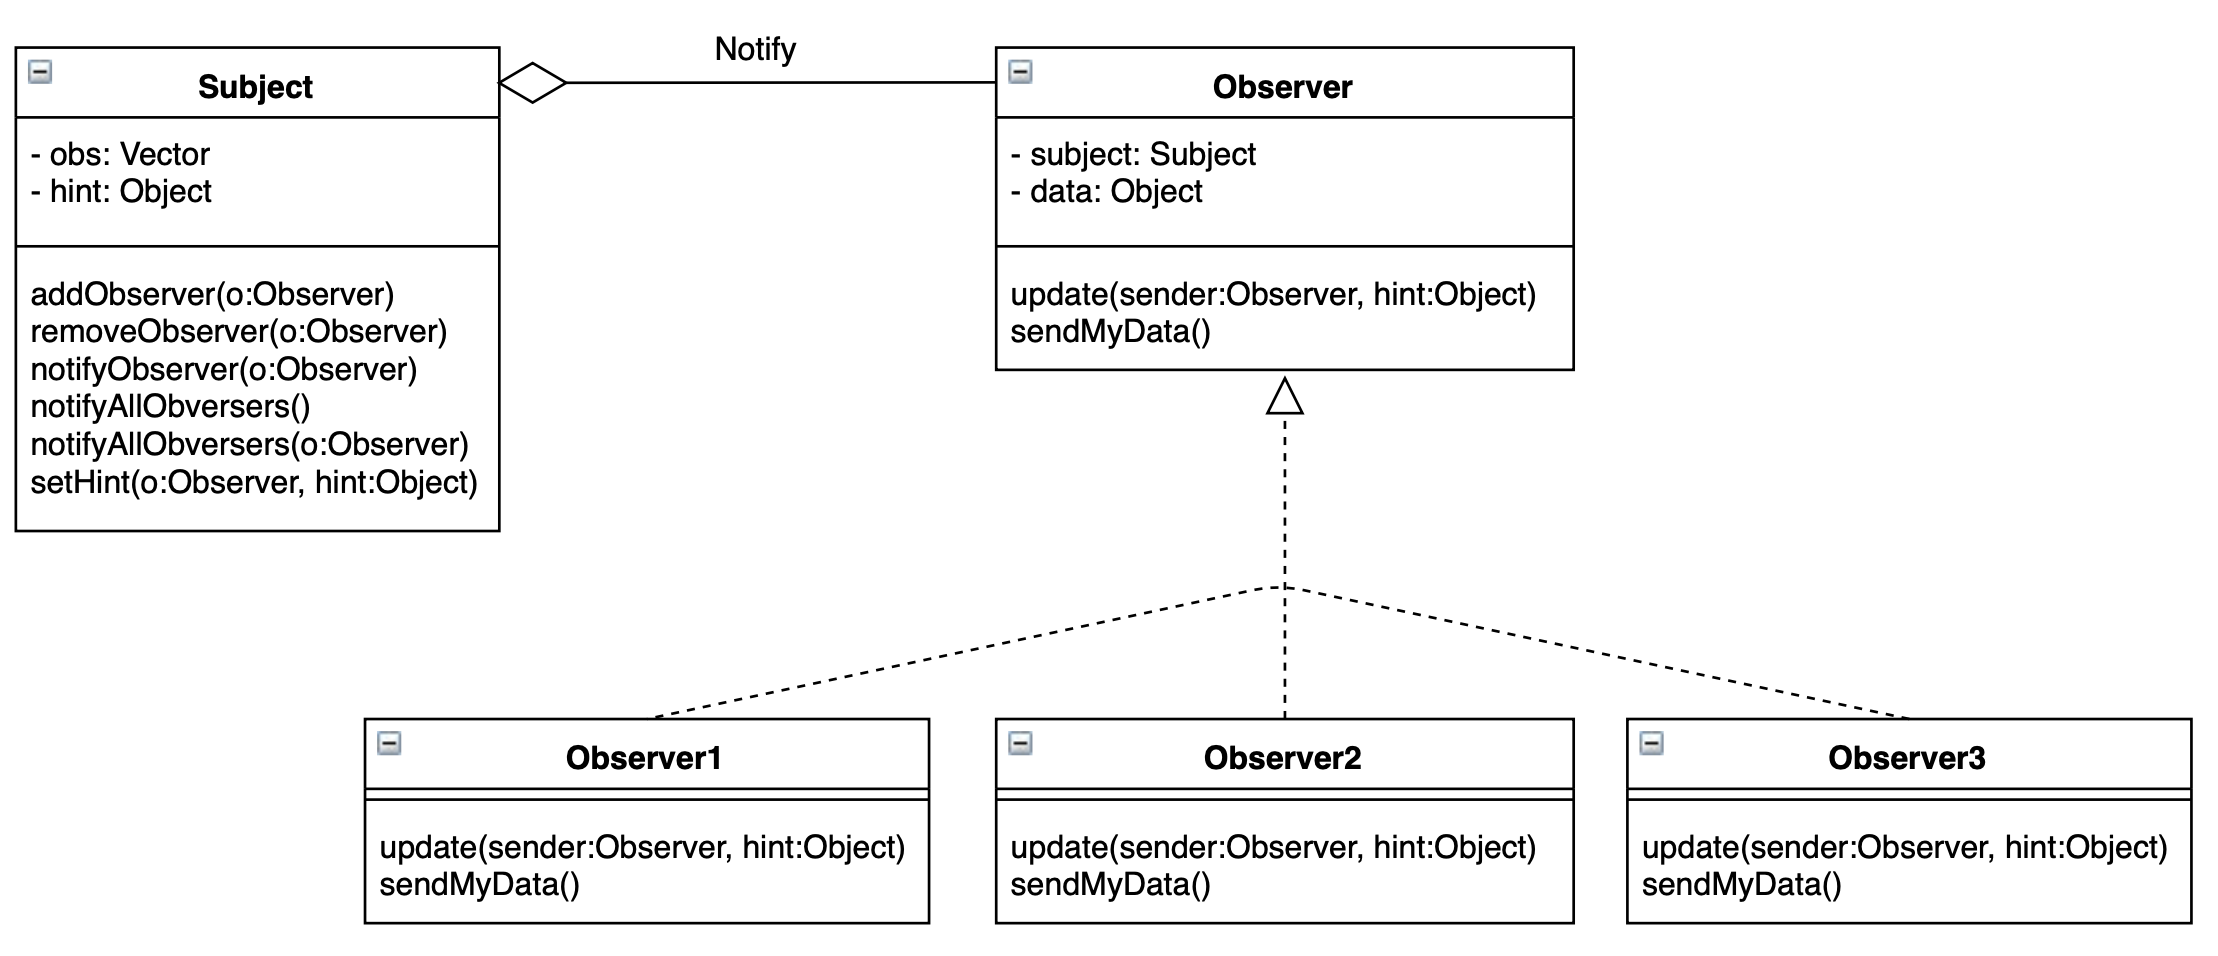 Notify
Subject
- obs: Vector
- hint: Object
addObserver(o:Observer)
removeObserver(o:Observer)
notifyObserver(o:Observer)
notifyAllObversers()
notifyAllObversers(o:Observer)
setHint(o:Observer, hint:Object)
Observer
- subject: Subject
- data: Object
update(sender:Observer, hint:Object)
sendMyData()
Observer1
update(sender:Observer, hint:Object)
sendMyData()
Observer2
update(sender:Observer, hint:Object)
sendMyData()
Observer3
update(sender:Observer, hint:Object)
sendMyData()